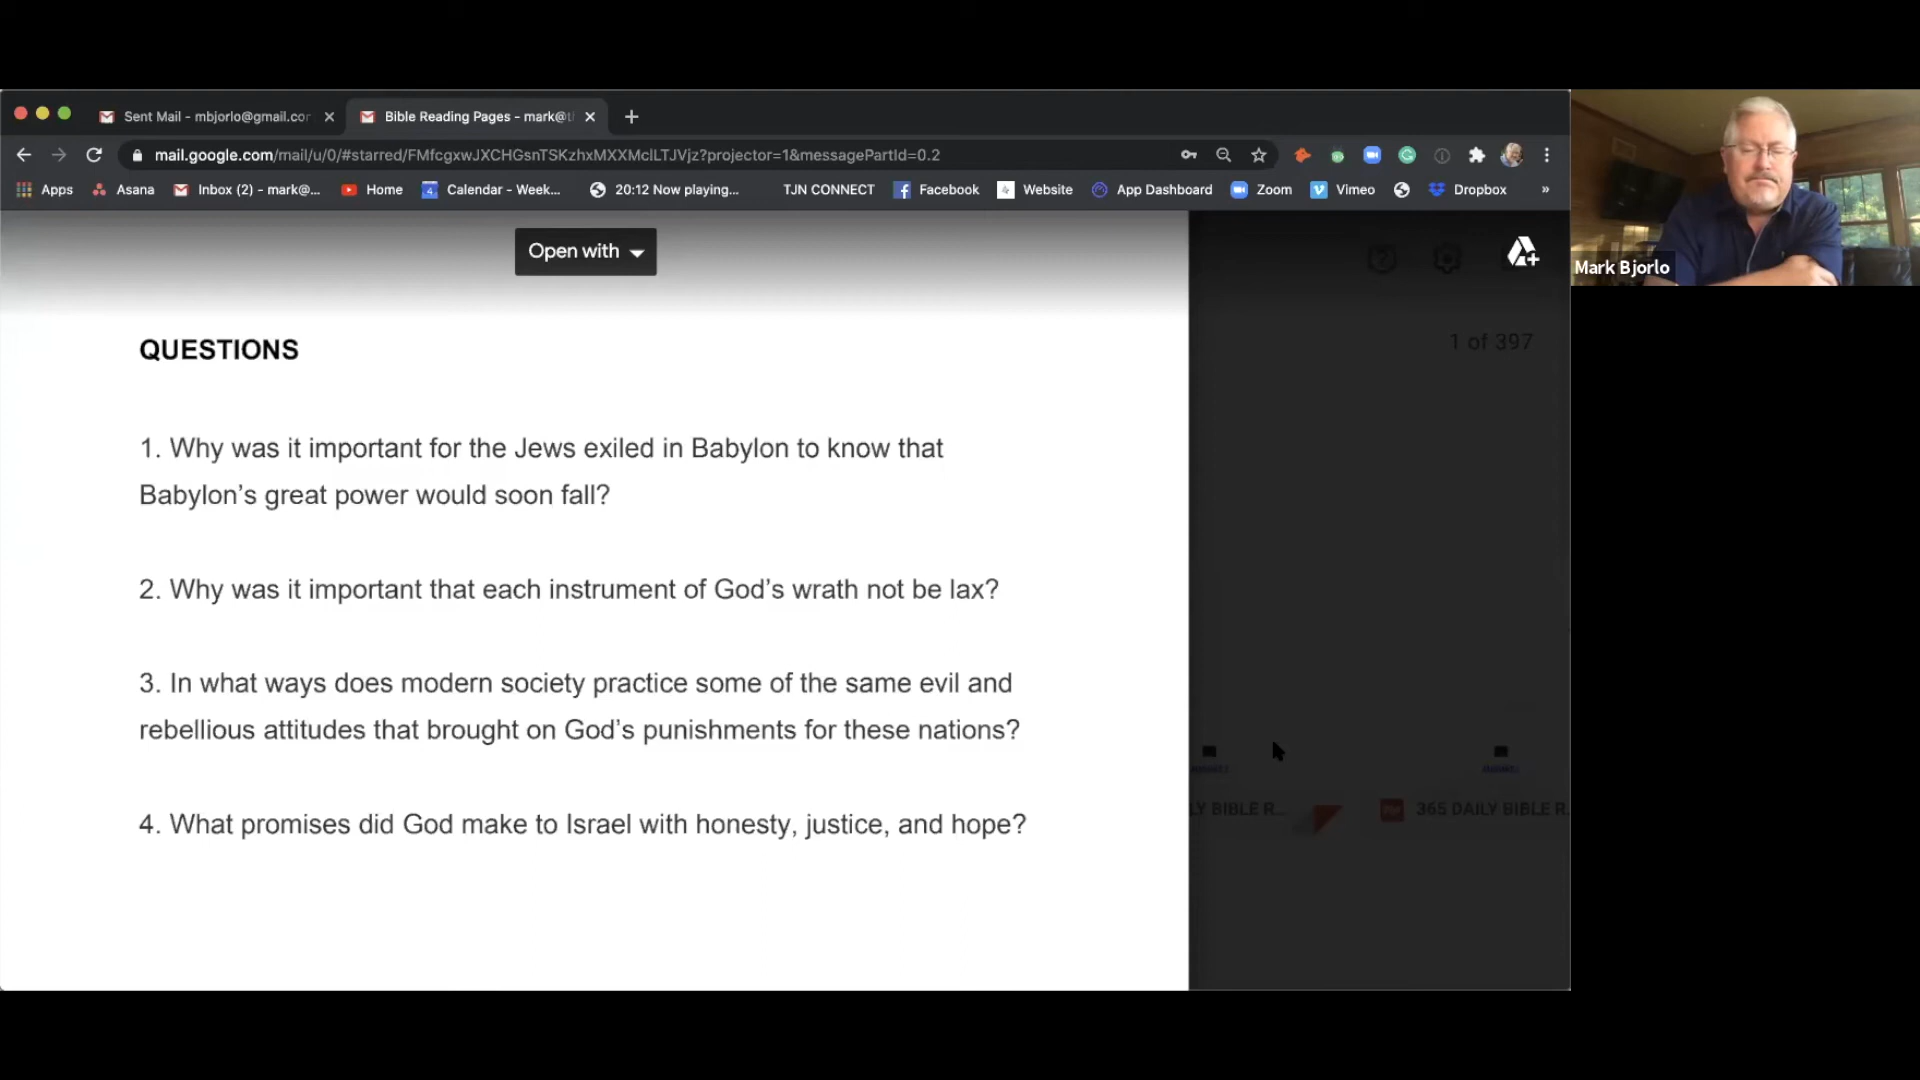 Sent Mail - mbjorlo@gmail.co
Bible Reading Pages - mark@t
mail.google.com/mail/u/0/#starred/FMfcgxwJXCHGsnTSKzhxMXXMclLTJVjz?projector=1&messagePartId=0.2
Apps
Asana
Inbox (2) - mark@...
Home
4
Calendar - Week...
20:12 Now playing...
TJN CONNECT
Facebook
Website
App Dashboard
Zoom
Vimeo
Dropbox
»
Open with
Mark Bjorlo
1 of 397
QUESTIONS
1. Why was it important for the Jews exiled in Babylon to know that
Babylon’s great power would soon fall?
2. Why was it important that each instrument of God’s wrath not be lax?
3. In what ways does modern society practice some of the same evil and
rebellious attitudes that brought on God’s punishments for these nations?
LY BIBLE R...
365 DAILY BIBLE R
4. What promises did God make to Israel with honesty, justice, and hope?